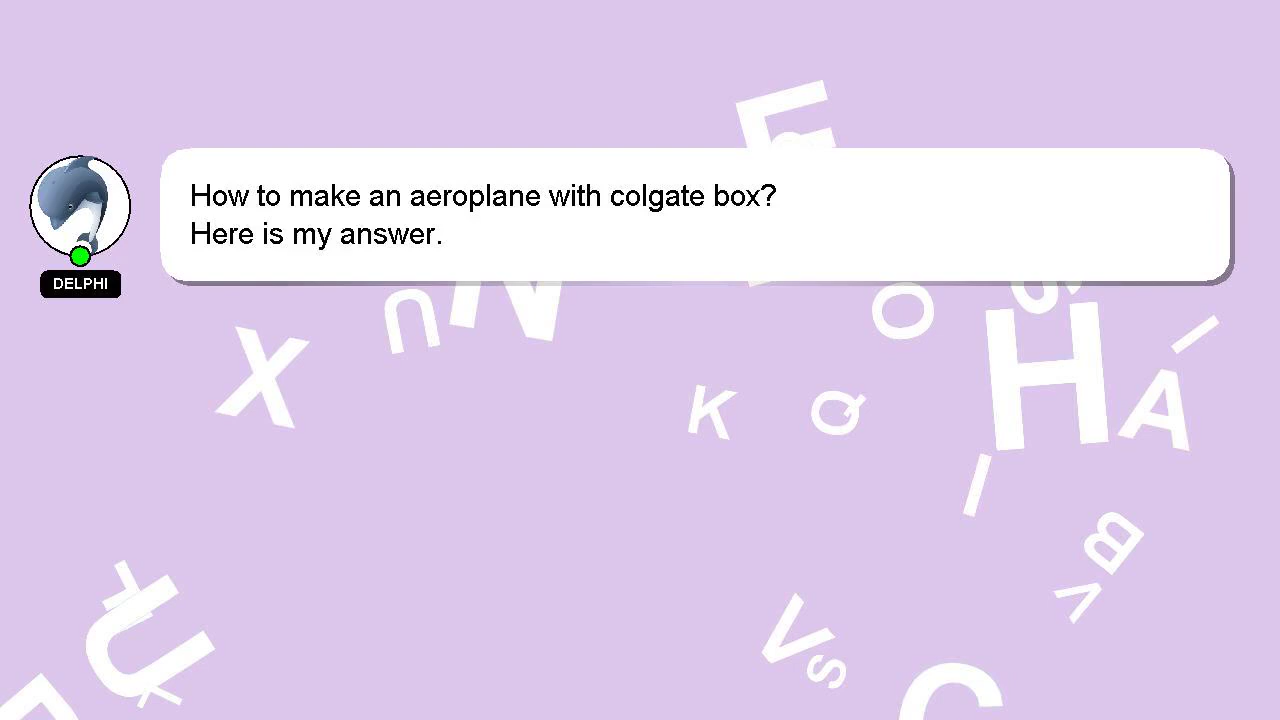 How to make an aeroplane with colgate box?
Here is my answer.
DELPHI
E
S
U
N
O
S
H
I
A
X
K
Q
I
B
V
U
V
S
C